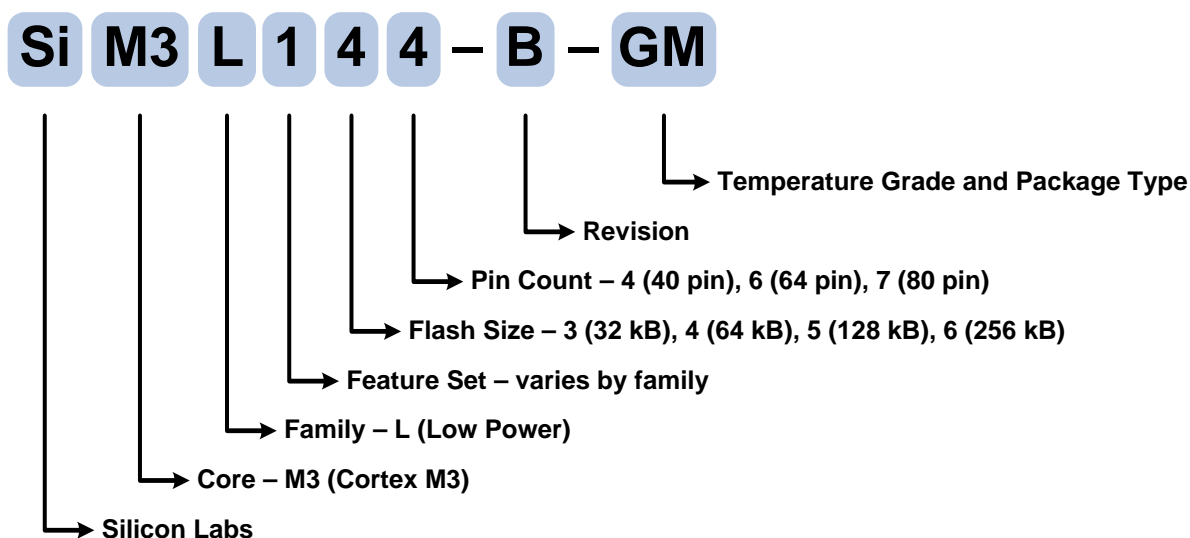 Si M3 L 1 4 4 – B – GM
Temperature Grade and Package Type
Revision
Pin Count – 4 (40 pin), 6 (64 pin), 7 (80 pin)
Flash Size – 3 (32 kB), 4 (64 kB), 5 (128 kB), 6 (256 kB)
Feature Set – varies by family
Family – L (Low Power)
Core – M3 (Cortex M3)
Silicon Labs